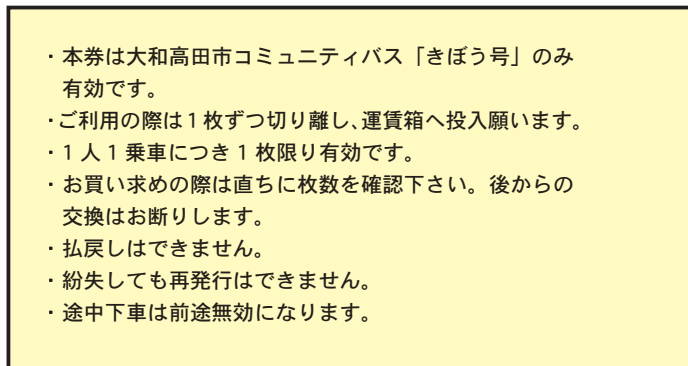 ・本券は大和高田市コミュニティバス「きぼう号」のみ
有効です。
・ご利用の際は1枚ずつ切り離し、運賃箱へ投入願います。
・1人1乗車につき1枚限り有効です。
・お買い求めの際は直ちに枚数を確認下さい。後からの
交換はお断りします。
・払戻しはできません。
・紛失しても再発行はできません。
・途中下車は前途無効になります。